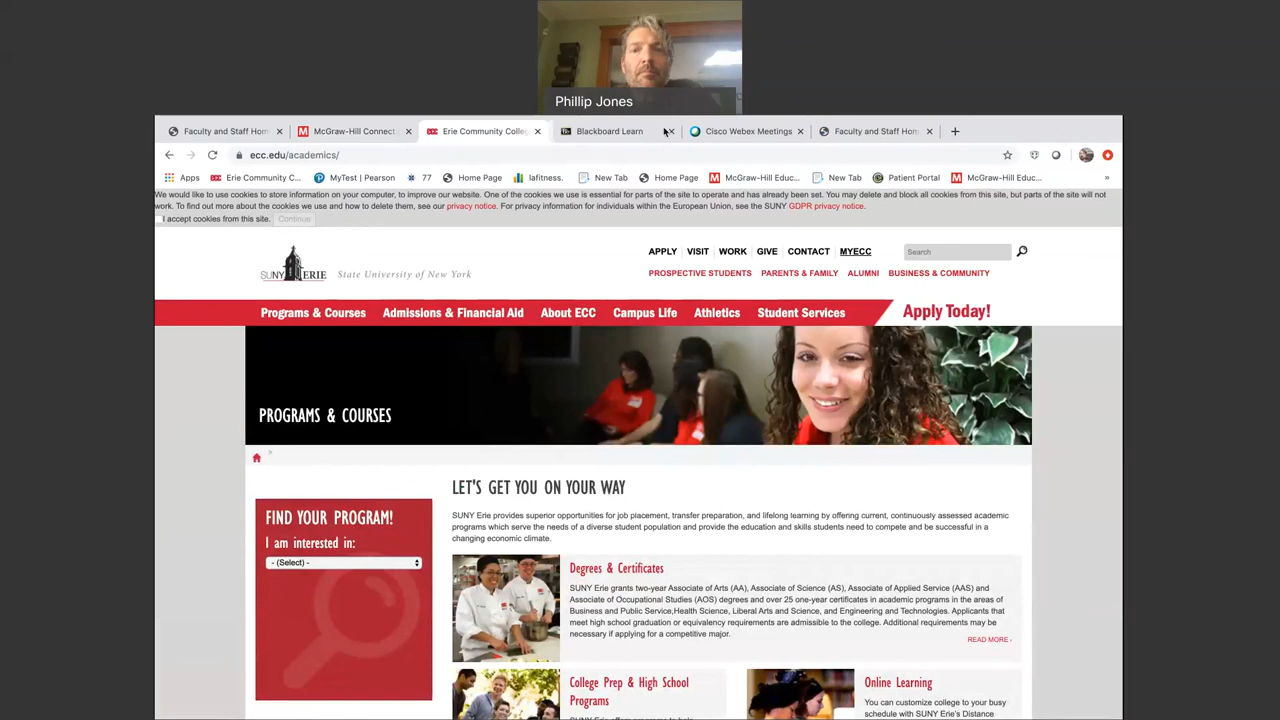 Phillip Jones
Faculty and Staff Hom
McGraw-Hill Connect
Erie Community Colleg
Blackboard Learn
Cisco Webex Meetings
Faculty and Staff Hom
ecc.edu/academics/
Apps
Erie Community C...
MyTest | Pearson
77
Home Page
lafitness.
New Tab
Home Page
McGraw-Hill Educ...
New Tab
Patient Portal
McGraw-Hill Educ...
»
We would like to use cookies to store information on your computer, to improve our website. One of the cookies we use is essential for parts of the site to operate and has already been set. You may delete and block all cookies from this site, but parts of the site will not
work. To find out more about the cookies we use and how to delete them, see our privacy notice. For privacy information for individuals within the European Union, see the SUNY GDPR privacy notice.
I accept cookies from this site. Continue
SUNY ERIE State University of New York
APPLY VISIT WORK GIVE CONTACT MYECC
Search
PROSPECTIVE STUDENTS PARENTS & FAMILY ALUMNI BUSINESS & COMMUNITY
Programs & Courses Admissions & Financial Aid About ECC Campus Life Athletics Student Services Apply Today!
PROGRAMS & COURSES
>
FIND YOUR PROGRAM!
I am interested in:
- (Select) -
LET'S GET YOU ON YOUR WAY
SUNY Erie provides superior opportunities for job placement, transfer preparation, and lifelong learning by offering current, continuously assessed academic
programs which serve the needs of a diverse student population and provide the education and skills students need to compete and be successful in a
changing economic climate.
Degrees & Certificates
SUNY Erie grants two-year Associate of Arts (AA), Associate of Science (AS), Associate of Applied Service (AAS) and
Associate of Occupational Studies (AOS) degrees and over 25 one-year certificates in academic programs in the areas of
Business and Public Service,Health Science, Liberal Arts and Science, and Engineering and Technologies. Applicants that
meet high school graduation or equivalency requirements are admissible to the college. Additional requirements may be
necessary if applying for a competitive major.
READ MORE ›
College Prep & High School
Programs
Online Learning
You can customize college to your busy
schedule with SUNY Erie's Distance